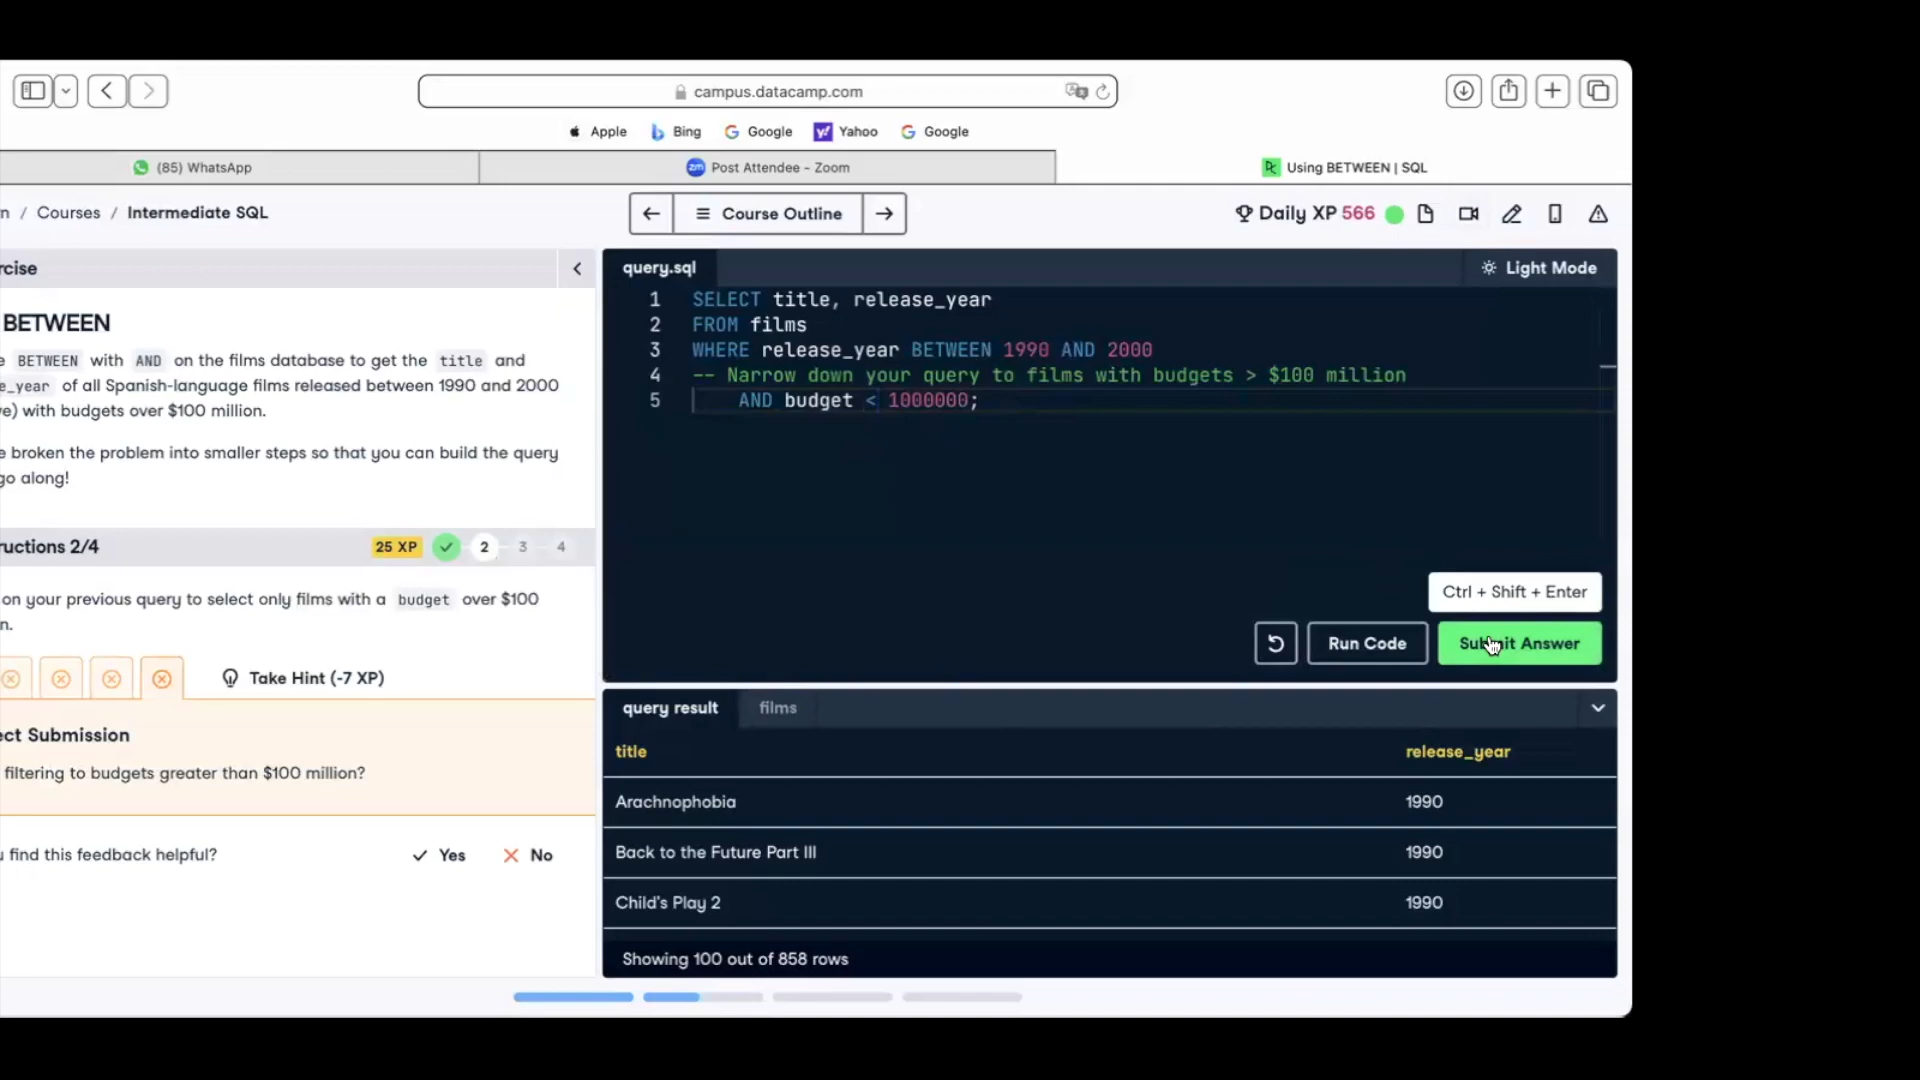 campus.datacamp.com
Apple Bing Google Yahoo Google
(85) WhatsApp Post Attendee - Zoom Using BETWEEN | SQL
n / Courses / Intermediate SQL
Course Outline
Daily XP 566
rcise
BETWEEN
e BETWEEN with AND on the films database to get the title and
e_year of all Spanish-language films released between 1990 and 2000
e) with budgets over $100 million.
e broken the problem into smaller steps so that you can build the query
go along!
ructions 2/4
25 XP 2 3 4
on your previous query to select only films with a budget over $100
n.
Take Hint (-7 XP)
ect Submission
filtering to budgets greater than $100 million?
find this feedback helpful?
Yes No
query.sql
Light Mode
1 SELECT title, release_year
2 FROM films
3 WHERE release_year BETWEEN 1990 AND 2000
4 -- Narrow down your query to films with budgets > $100 million
5 AND budget < 1000000;
Ctrl + Shift + Enter
Run Code
Submit Answer
query result films
title release_year
Arachnophobia 1990
Back to the Future Part III 1990
Child's Play 2 1990
Showing 100 out of 858 rows